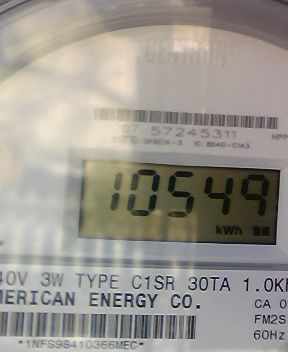 CENTRON
07 57245311
10549
kWh
40V 3W TYPE C1SR 30TA 1.0K
MERICAN ENERGY CO.
CA 0
FM2S
60Hz
*1NFS98410366MEC*